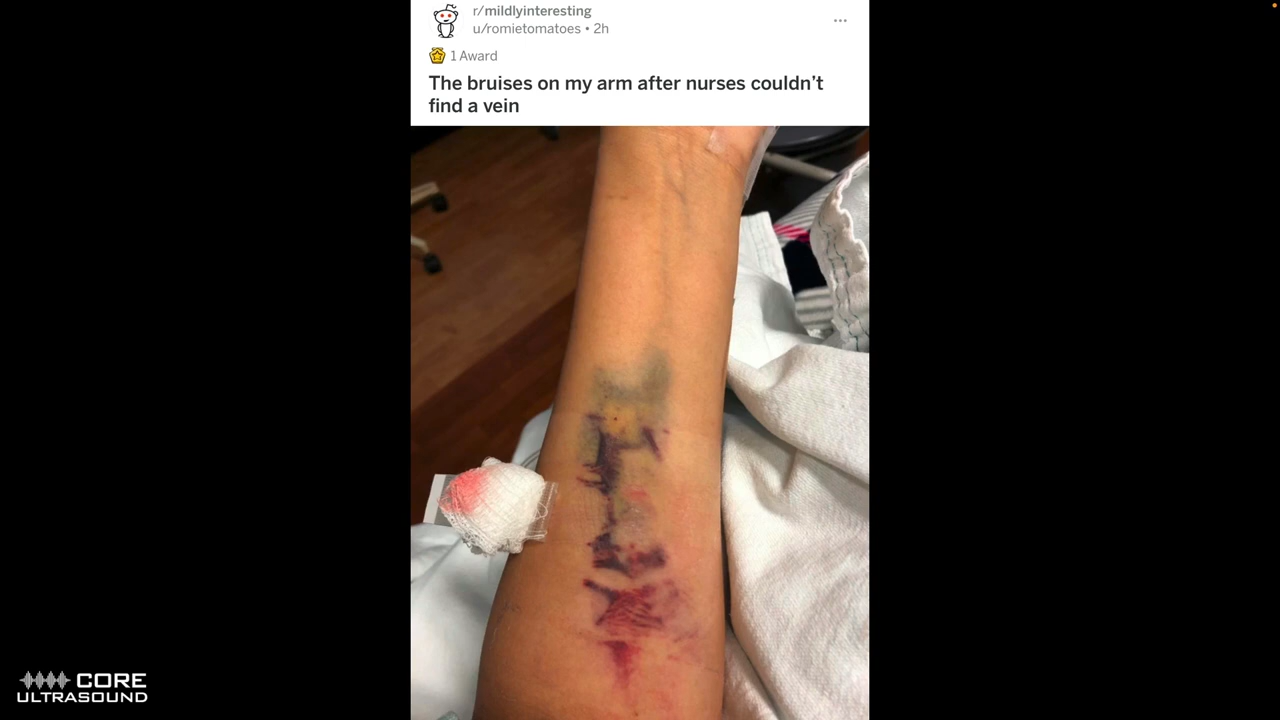 r/mildlyinteresting
u/romietomatoes • 2h
1 Award
The bruises on my arm after nurses couldn't
find a vein
CORE
ULTRASOUND